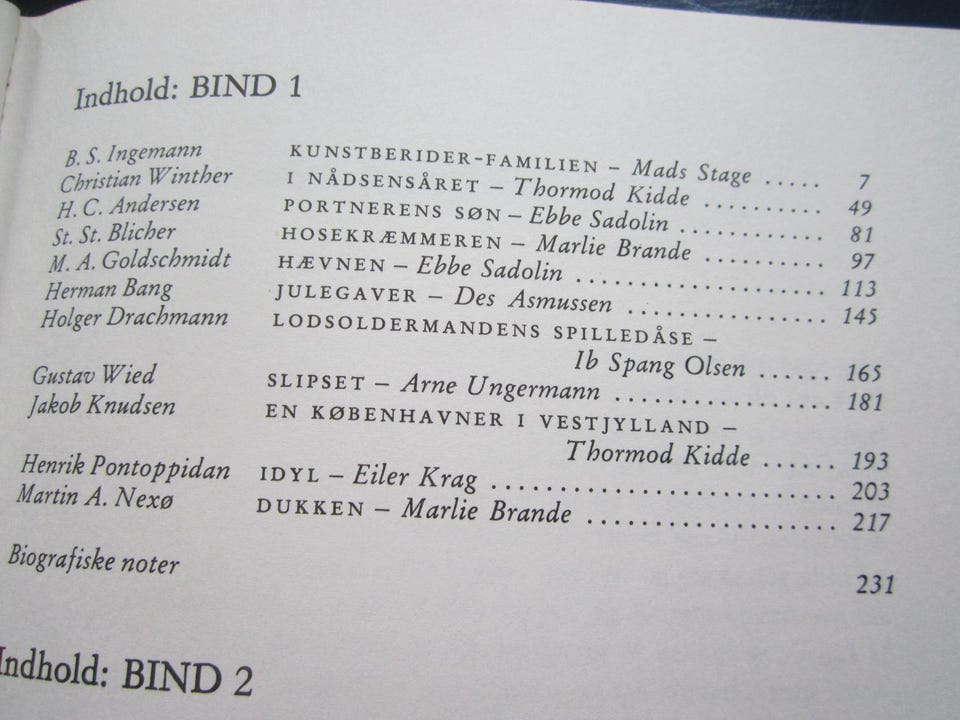 Indhold: BIND 1
B. S. Ingemann KUNSTBERIDER-FAMILIEN – Mads Stage ..... 7
Christian Winther I NÅDSENSÅRET – Thormod Kidde .......... 49
H. C. Andersen PORTNERENS SØN – Ebbe Sadolin ............ 81
St. St. Blicher HOSEKRÆMMEREN – Marlie Brande .......... 97
M. A. Goldschmidt HÆVNEN – Ebbe Sadolin ..................... 113
Herman Bang JULEGAVER – Des Asmussen ................. 145
Holger Drachmann LODSOLDERMANDENS SPILLEDÅSE –
Ib Spang Olsen ...... 165
Gustav Wied SLIPSET – Arne Ungermann .................. 181
Jakob Knudsen EN KØBENHAVNER I VESTJYLLAND –
Thormod Kidde ...... 193
Henrik Pontoppidan IDYL – Eiler Krag ............................. 203
Martin A. Nexø DUKKEN – Marlie Brande ..................... 217
Biografiske noter 231
Indhold: BIND 2